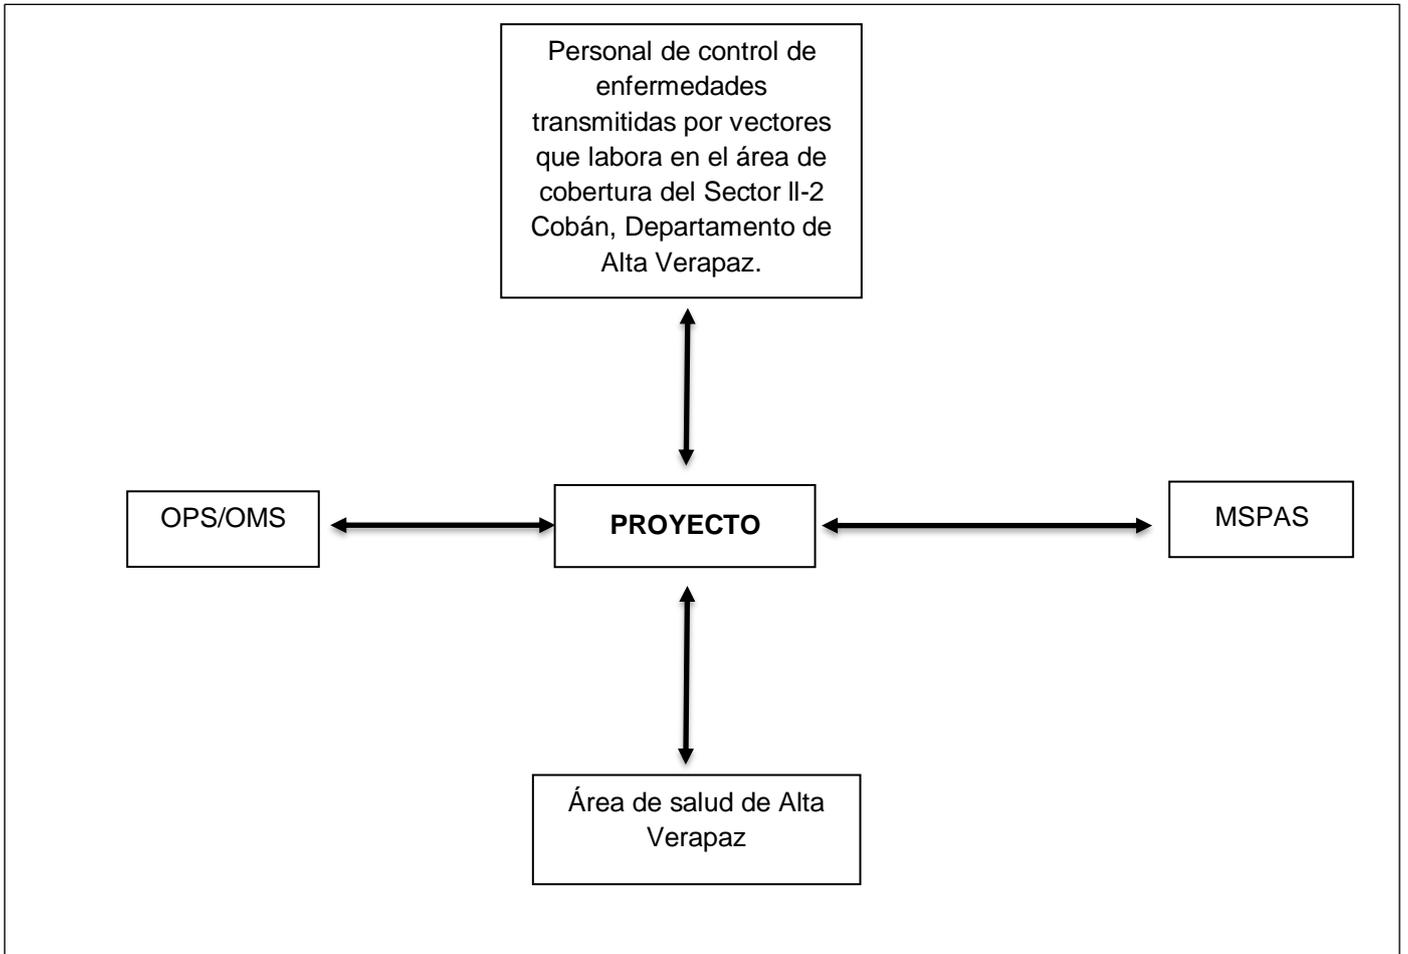 Personal de control de
enfermedades
transmitidas por vectores
que labora en el área de
cobertura del Sector ll-2
Cobán, Departamento de
Alta Verapaz.
OPS/OMS
PROYECTO
MSPAS
Área de salud de Alta
Verapaz